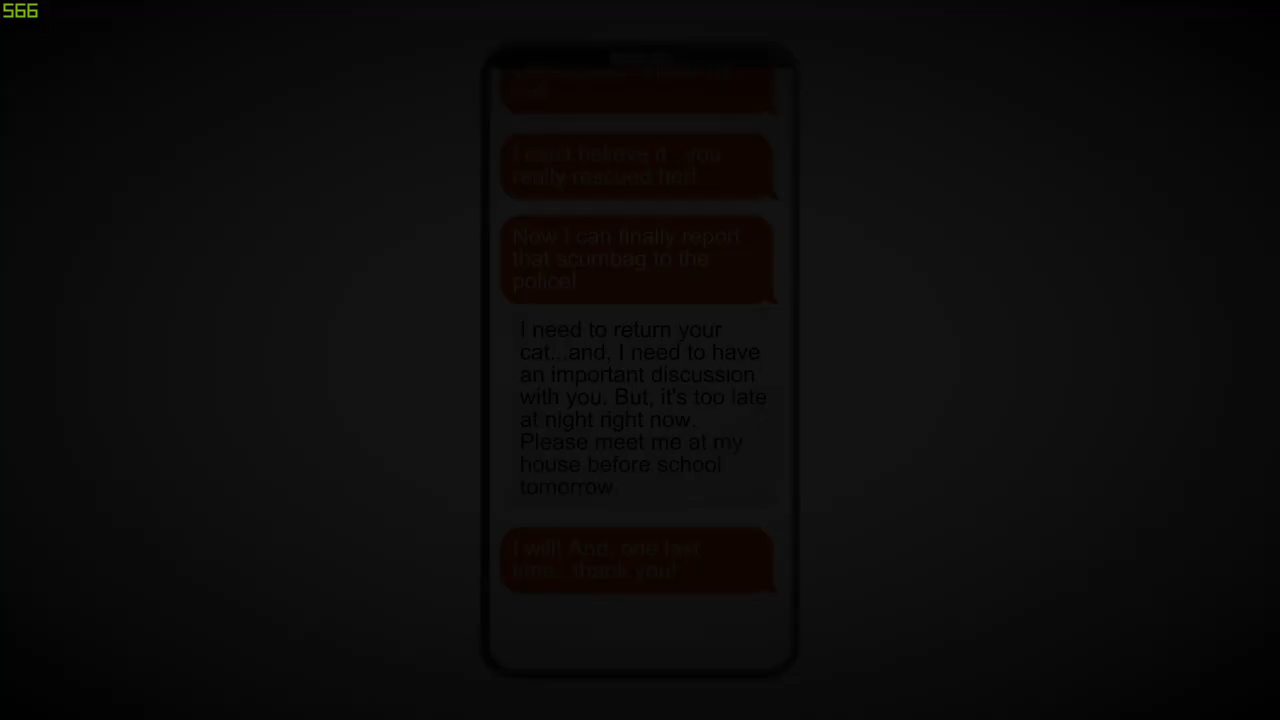 566
I can't believe it...you
really rescued her!
Now I can finally report
that scumbag to the
police!
I need to return your
cat...and, I need to have
an important discussion
with you. But, it's too late
at night right now.
Please meet me at my
house before school
tomorrow.
I will! And, one last
time...thank you!